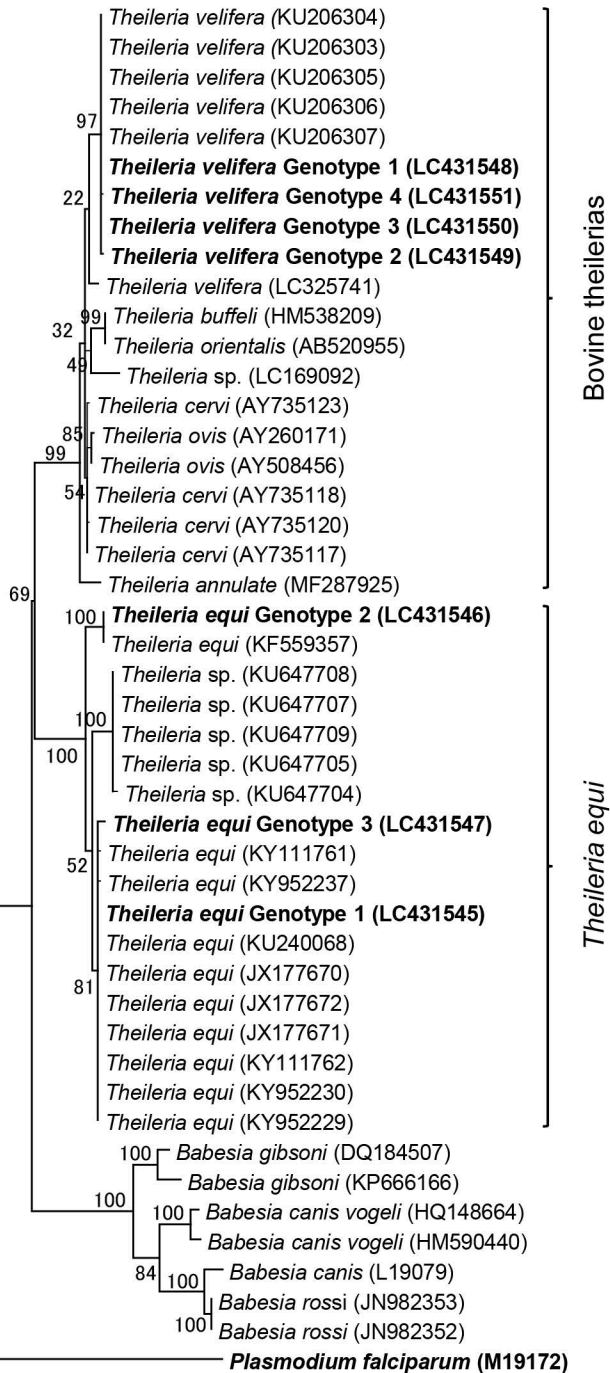 Theileria velifera (KU206304)
Theileria velifera (KU206303)
Theileria velifera (KU206305)
Theileria velifera (KU206306)
Theileria velifera (KU206307)
97
Theileria velifera Genotype 1 (LC431548)
Theileria velifera Genotype 4 (LC431551)
22
Theileria velifera Genotype 3 (LC431550)
Theileria velifera Genotype 2 (LC431549)
Theileria velifera (LC325741)
Bovine theilerias
99
Theileria buffeli (HM538209)
32
Theileria orientalis (AB520955)
49
Theileria sp. (LC169092)
Theileria cervi (AY735123)
85
Theileria ovis (AY260171)
99
Theileria ovis (AY508456)
54
Theileria cervi (AY735118)
Theileria cervi (AY735120)
Theileria cervi (AY735117)
Theileria annulate (MF287925)
69
100
Theileria equi Genotype 2 (LC431546)
Theileria equi (KF559357)
Theileria sp. (KU647708)
Theileria sp. (KU647707)
100
Theileria sp. (KU647709)
100
Theileria sp. (KU647705)
Theileria sp. (KU647704)
Theileria equi Genotype 3 (LC431547)
Theileria equi (KY111761)
52
Theileria equi (KY952237)
Theileria equi
Theileria equi Genotype 1 (LC431545)
Theileria equi (KU240068)
Theileria equi (JX177670)
81
Theileria equi (JX177672)
Theileria equi (JX177671)
Theileria equi (KY111762)
Theileria equi (KY952230)
Theileria equi (KY952229)
100
Babesia gibsoni (DQ184507)
Babesia gibsoni (KP666166)
100
100
Babesia canis vogeli (HQ148664)
Babesia canis vogeli (HM590440)
84
100
Babesia canis (L19079)
Babesia rossi (JN982353)
100
Babesia rossi (JN982352)
Plasmodium falciparum (M19172)